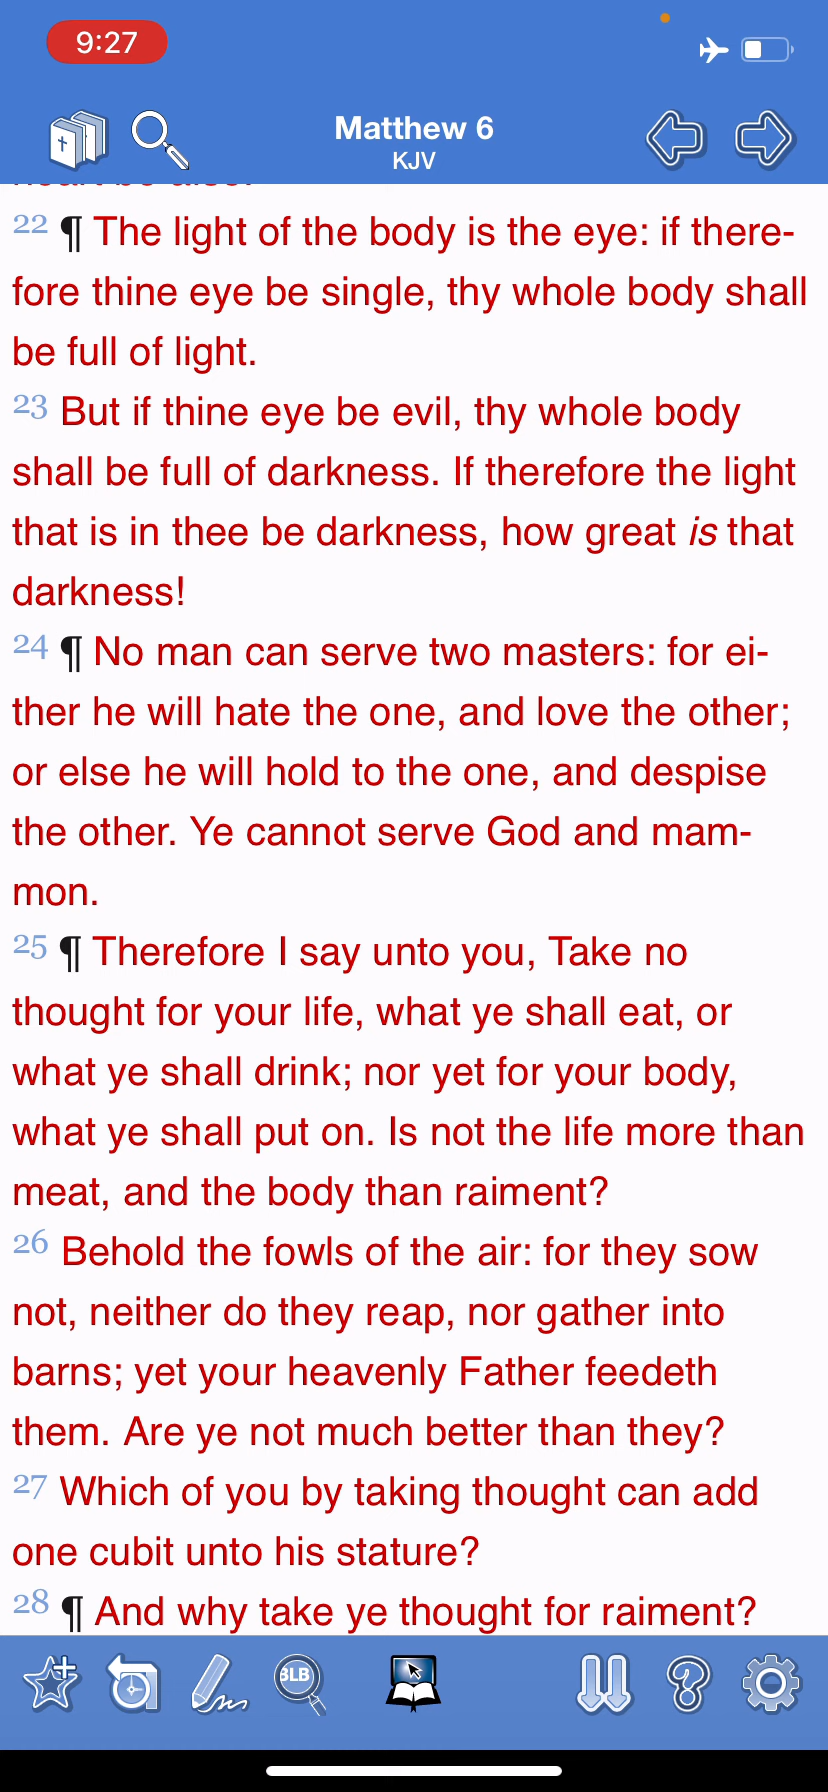 9:27
Matthew 6
KJV
22 ¶ The light of the body is the eye: if there-
fore thine eye be single, thy whole body shall
be full of light.
23 But if thine eye be evil, thy whole body
shall be full of darkness. If therefore the light
that is in thee be darkness, how great is that
darkness!
24 ¶ No man can serve two masters: for ei-
ther he will hate the one, and love the other;
or else he will hold to the one, and despise
the other. Ye cannot serve God and mam-
mon.
25 ¶ Therefore I say unto you, Take no
thought for your life, what ye shall eat, or
what ye shall drink; nor yet for your body,
what ye shall put on. Is not the life more than
meat, and the body than raiment?
26 Behold the fowls of the air: for they sow
not, neither do they reap, nor gather into
barns; yet your heavenly Father feedeth
them. Are ye not much better than they?
27 Which of you by taking thought can add
one cubit unto his stature?
28 ¶ And why take ye thought for raiment?
BLB